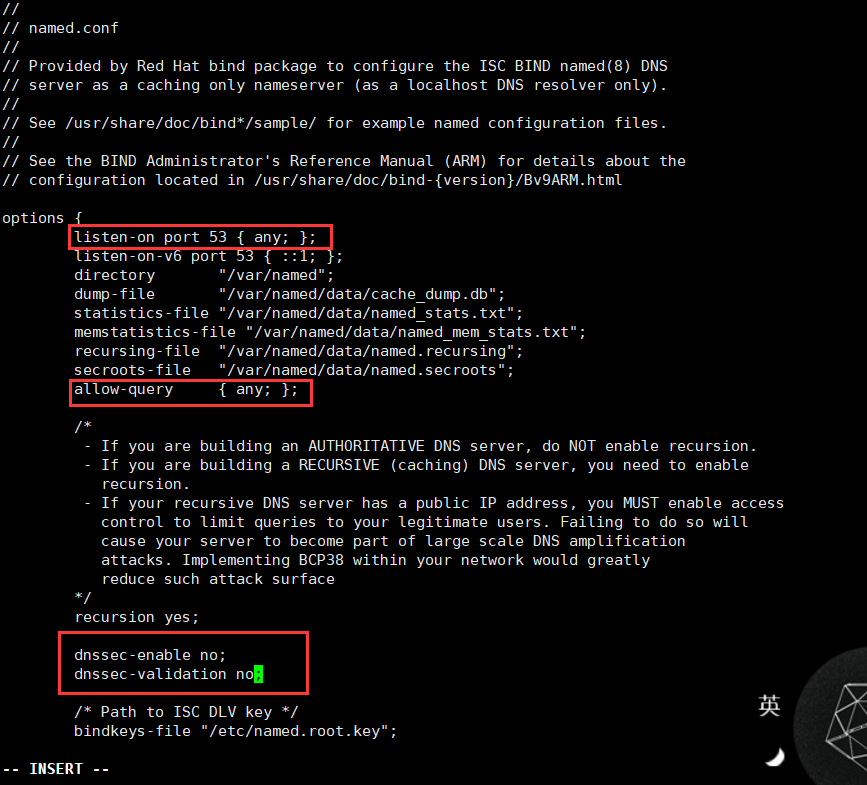 //
// named.conf
//
// Provided by Red Hat bind package to configure the ISC BIND named(8) DNS
// server as a caching only nameserver (as a localhost DNS resolver only).
//
// See /usr/share/doc/bind*/sample/ for example named configuration files.
//
// See the BIND Administrator's Reference Manual (ARM) for details about the
// configuration located in /usr/share/doc/bind-{version}/Bv9ARM.html

options {
        listen-on port 53 { any; };
        listen-on-v6 port 53 { ::1; };
        directory       "/var/named";
        dump-file       "/var/named/data/cache_dump.db";
        statistics-file "/var/named/data/named_stats.txt";
        memstatistics-file "/var/named/data/named_mem_stats.txt";
        recursing-file  "/var/named/data/named.recursing";
        secroots-file   "/var/named/data/named.secroots";
        allow-query     { any; };

        /*
         - If you are building an AUTHORITATIVE DNS server, do NOT enable recursion.
         - If you are building a RECURSIVE (caching) DNS server, you need to enable
           recursion.
         - If your recursive DNS server has a public IP address, you MUST enable access
           control to limit queries to your legitimate users. Failing to do so will
           cause your server to become part of large scale DNS amplification
           attacks. Implementing BCP38 within your network would greatly
           reduce such attack surface
        */
        recursion yes;

        dnssec-enable no;
        dnssec-validation no;

        /* Path to ISC DLV key */
        bindkeys-file "/etc/named.root.key";

-- INSERT --
英